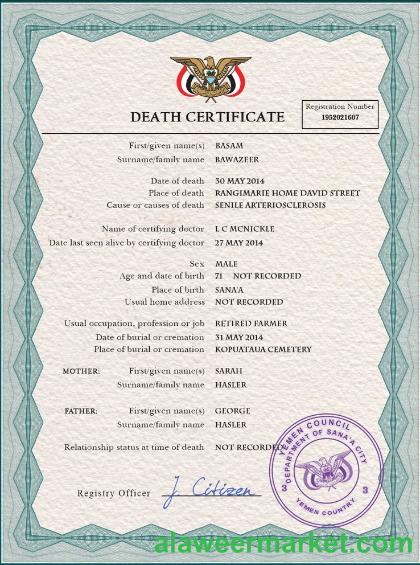 DEATH CERTIFICATE
Registration Number
1952021607
First/given name(s) BASAM
Surname/family name BAWAZEER
Date of death 30 MAY 2014
Place of death RANGIMARIE HOME DAVID STREET
Cause or causes of death SENILE ARTERIOSCLEROSIS
Name of certifying doctor L C MCNICKLE
Date last seen alive by certifying doctor 27 MAY 2014
Sex MALE
Age and date of birth 71 NOT RECORDED
Place of birth SANA'A
Usual home address NOT RECORDED
Usual occupation, profession or job RETIRED FARMER
Date of burial or cremation 31 MAY 2014
Place of burial or cremation KOPUATAUA CEMETERY
MOTHER: First/given name(s) SARAH
Surname/family name HASLER
FATHER: First/given name(s) GEORGE
Surname/family name HASLER
Relationship status at time of death NOT RECORDED
YEMEN COUNCIL
DEPARTMENT OF SANA'A CITY
3 3
YEMEN COUNTRY
Registry Officer J. Citizen
alaweermarket.com